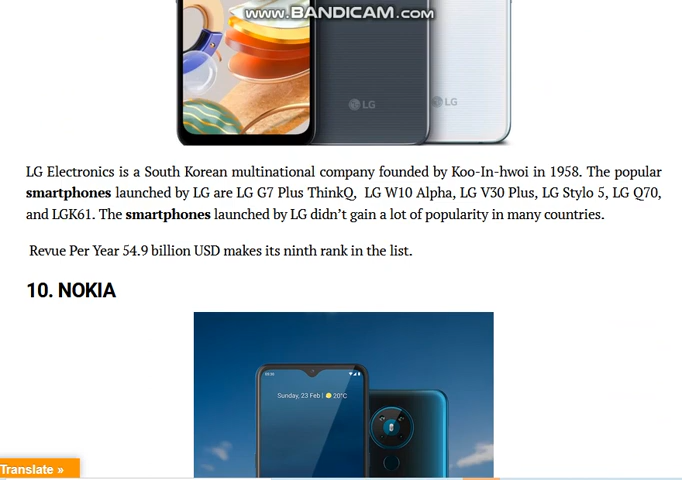 www.BANDICAM.com
LG LG
LG Electronics is a South Korean multinational company founded by Koo-In-hwoi in 1958. The popular
smartphones launched by LG are LG G7 Plus ThinkQ,  LG W10 Alpha, LG V30 Plus, LG Stylo 5, LG Q70,
and LGK61. The smartphones launched by LG didn't gain a lot of popularity in many countries.
Revue Per Year 54.9 billion USD makes its ninth rank in the list.
10. NOKIA
Sunday, 23 Feb | 20°C
Translate »